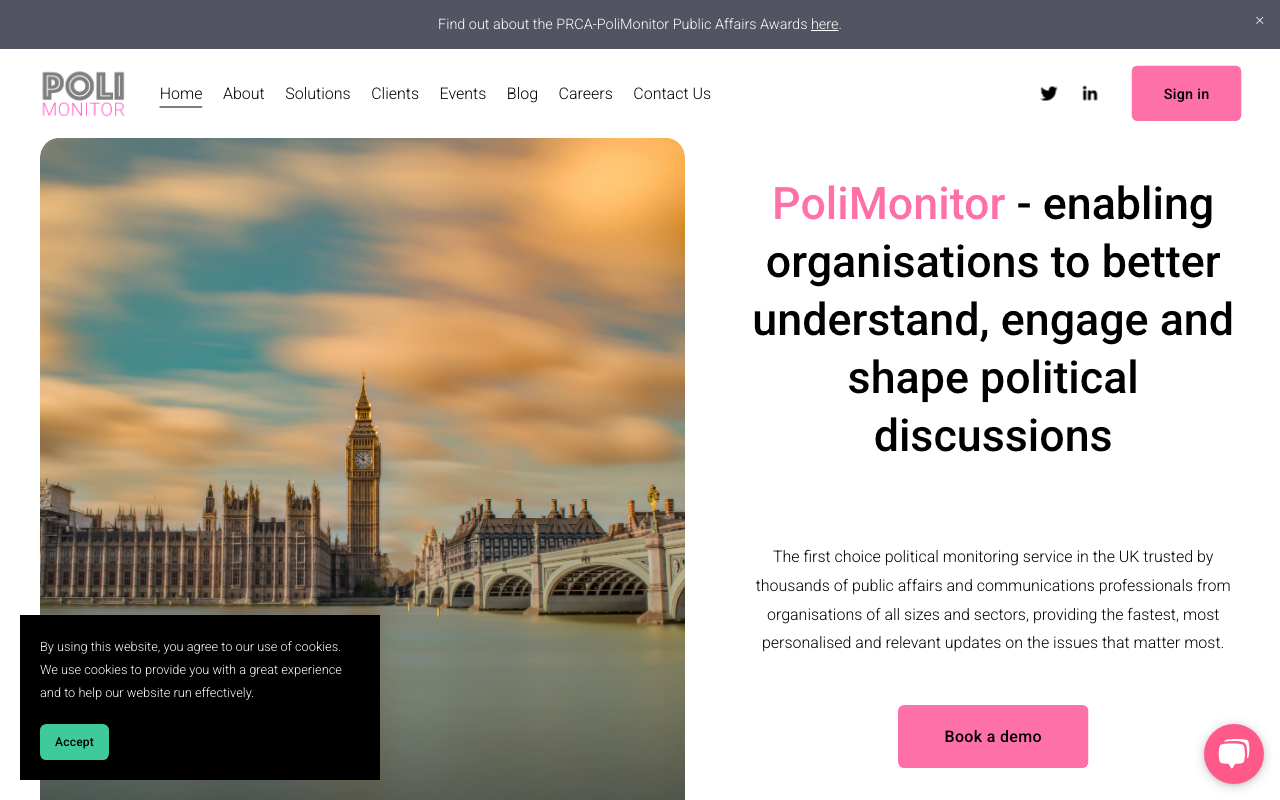 Find out about the PRCA-PoliMonitor Public Affairs Awards here.
×
POLI
MONITOR
Home About Solutions Clients Events Blog Careers Contact Us
Sign in
PoliMonitor - enabling
organisations to better
understand, engage and
shape political
discussions
The first choice political monitoring service in the UK trusted by
thousands of public affairs and communications professionals from
organisations of all sizes and sectors, providing the fastest, most
personalised and relevant updates on the issues that matter most.
Book a demo
By using this website, you agree to our use of cookies.
We use cookies to provide you with a great experience
and to help our website run effectively.
Accept